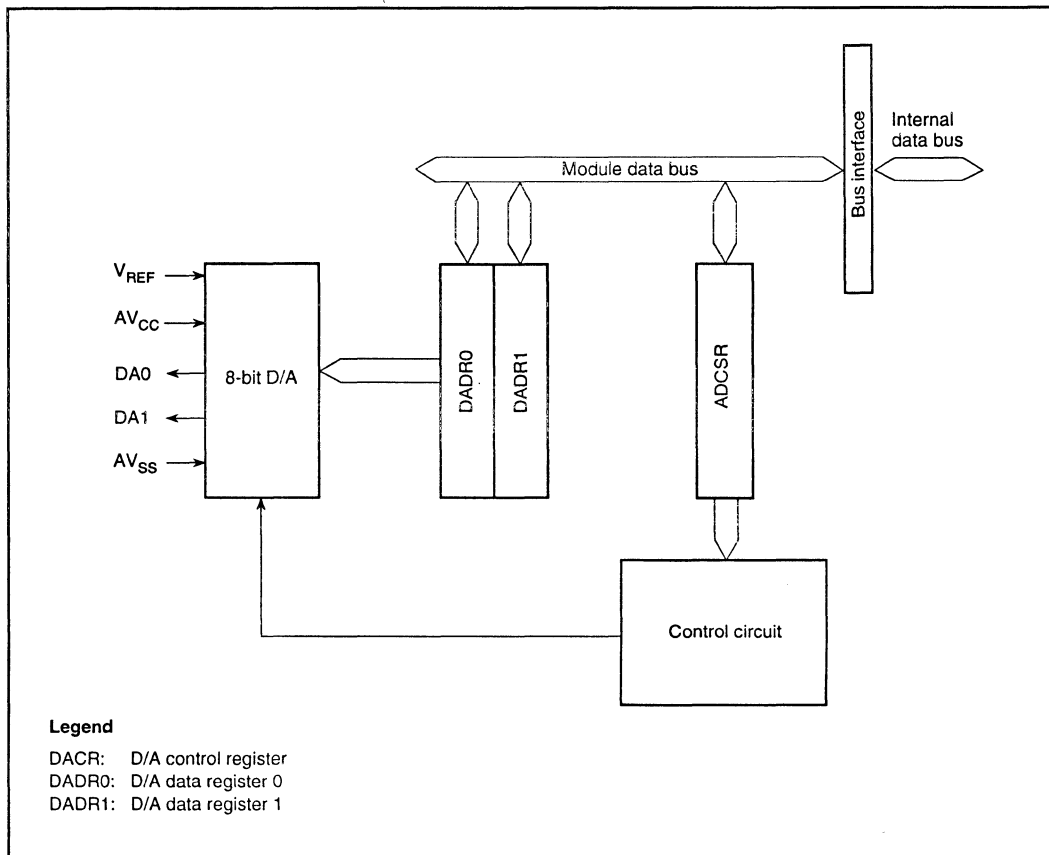 Bus interface
Internal
data bus
Module data bus
V_REF
AV_CC
DA0
DA1
AV_SS
8-bit D/A
DADR0
DADR1
ADCSR
Control circuit
Legend
DACR: D/A control register
DADR0: D/A data register 0
DADR1: D/A data register 1